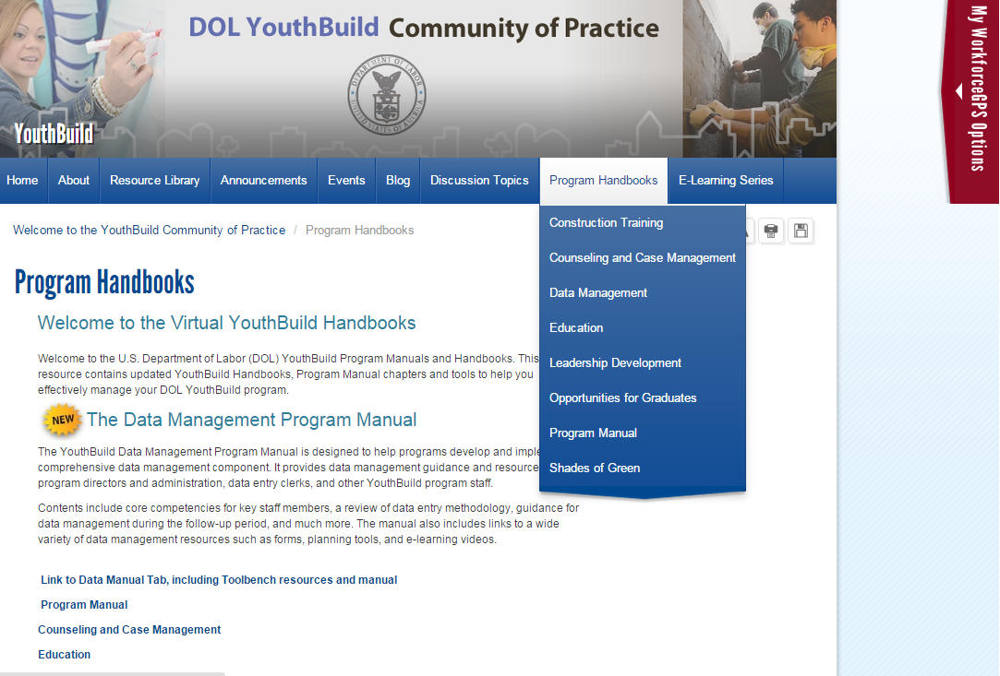 DOL YouthBuild Community of Practice
DEPARTMENT OF LABOR
UNITED STATES OF AMERICA
YouthBuild
My WorkforceGPS Options
Home About Resource Library Announcements Events Blog Discussion Topics Program Handbooks E-Learning Series
Welcome to the YouthBuild Community of Practice / Program Handbooks
Construction Training
Counseling and Case Management
Data Management
Education
Leadership Development
Opportunities for Graduates
Program Manual
Shades of Green
Program Handbooks
Welcome to the Virtual YouthBuild Handbooks
Welcome to the U.S. Department of Labor (DOL) YouthBuild Program Manuals and Handbooks. This
resource contains updated YouthBuild Handbooks, Program Manual chapters and tools to help you
effectively manage your DOL YouthBuild program.
NEW The Data Management Program Manual
The YouthBuild Data Management Program Manual is designed to help programs develop and imple
comprehensive data management component. It provides data management guidance and resource
program directors and administration, data entry clerks, and other YouthBuild program staff.
Contents include core competencies for key staff members, a review of data entry methodology, guidance for
data management during the follow-up period, and much more. The manual also includes links to a wide
variety of data management resources such as forms, planning tools, and e-learning videos.
Link to Data Manual Tab, including Toolbench resources and manual
Program Manual
Counseling and Case Management
Education